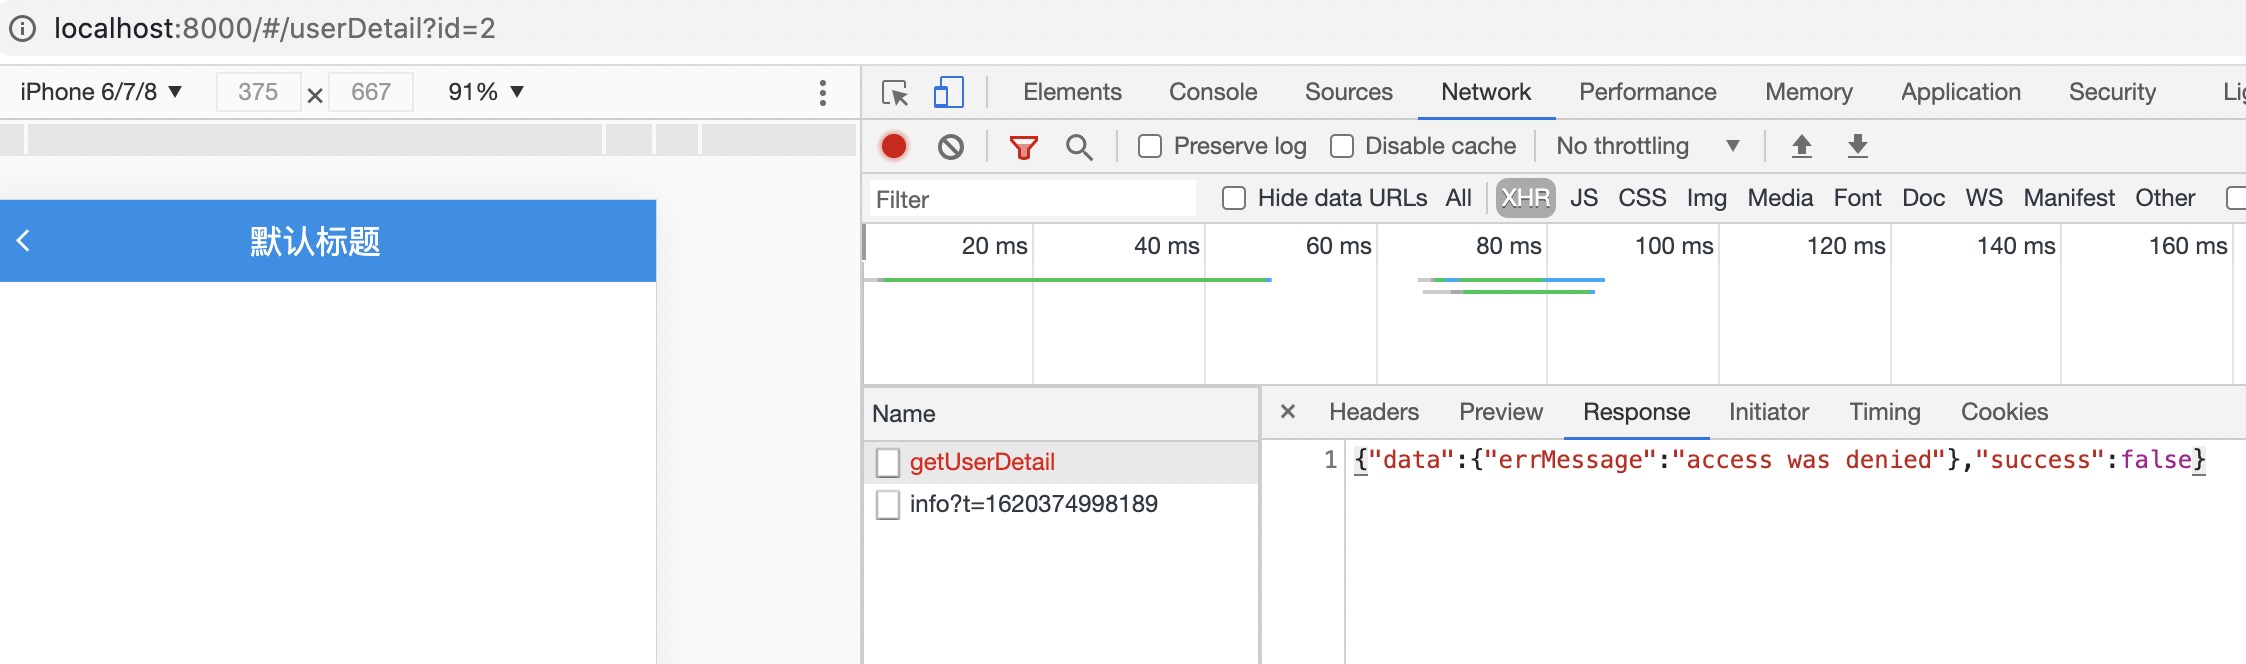 localhost:8000/#/userDetail?id=2
iPhone 6/7/8 ▼ 375 × 667 91% ▼
Elements Console Sources Network Performance Memory Application Security Lig
Preserve log Disable cache No throttling ▼
Filter Hide data URLs All XHR JS CSS Img Media Font Doc WS Manifest Other
默认标题
20 ms 40 ms 60 ms 80 ms 100 ms 120 ms 140 ms 160 ms
Name
× Headers Preview Response Initiator Timing Cookies
getUserDetail
info?t=1620374998189
1 {"data":{"errMessage":"access was denied"},"success":false}